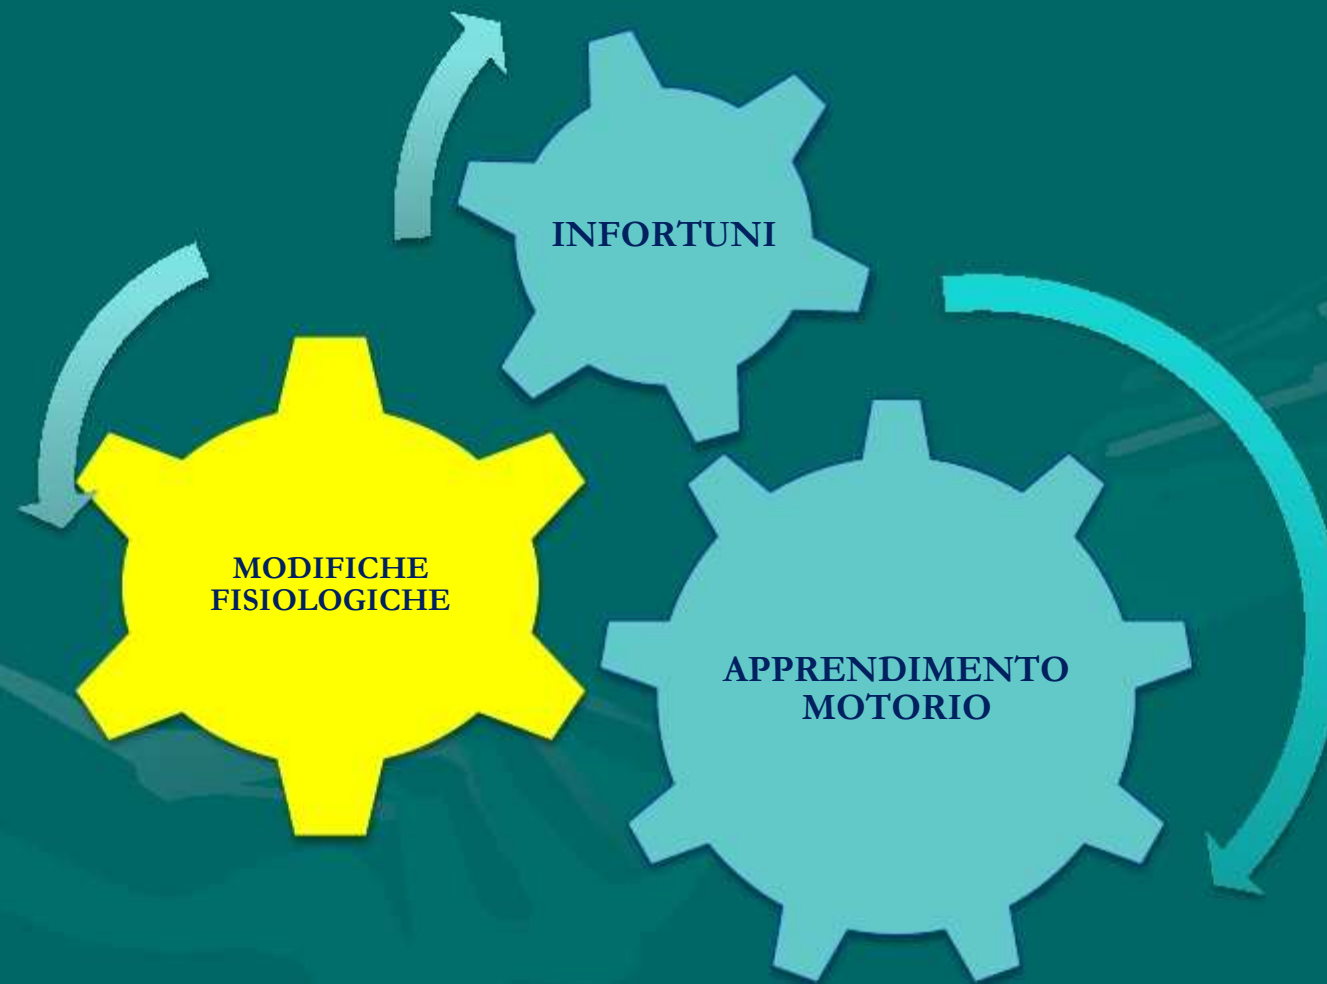 INFORTUNI
MODIFICHE
FISIOLOGICHE
APPRENDIMENTO
MOTORIO